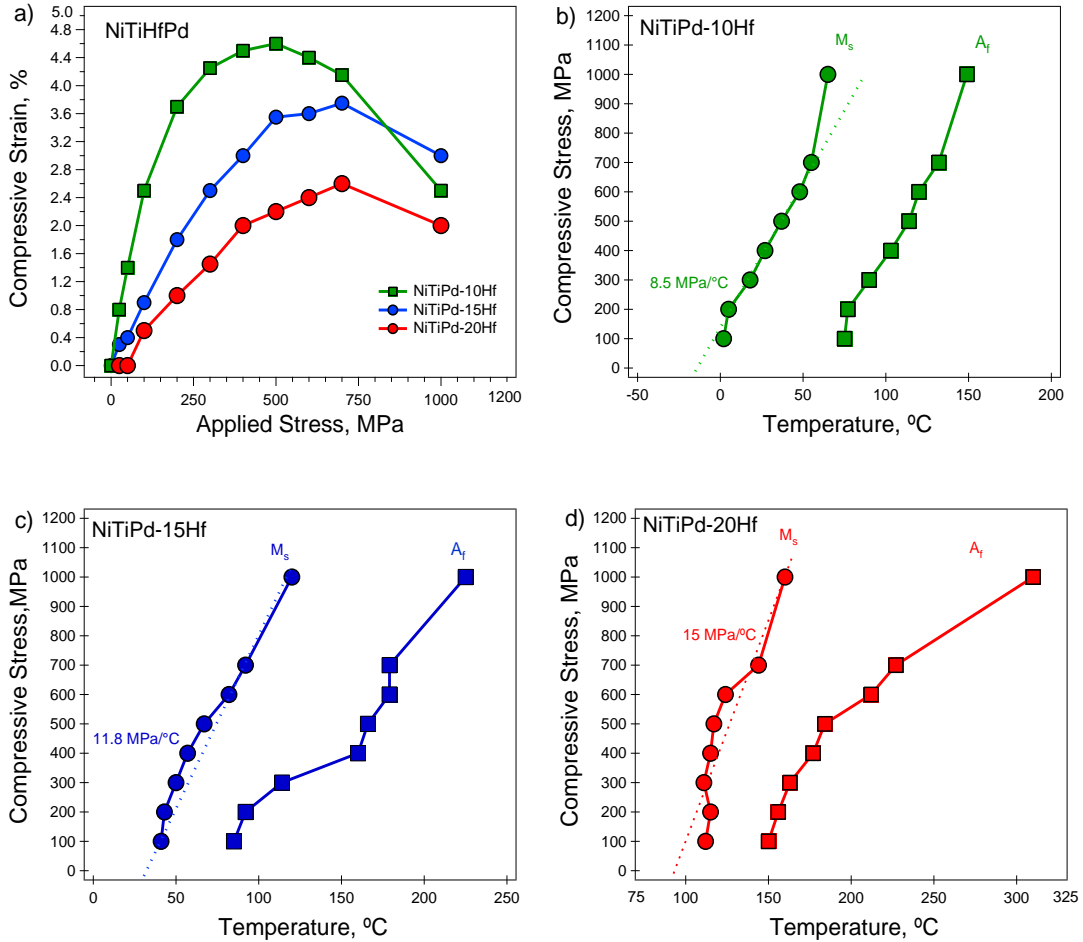 a)
NiTiHfPd
Compressive Strain, %
5.0
4.8
4.4
4.0
3.6
3.2
2.8
2.4
2.0
1.6
1.2
0.8
0.4
0.0
0 250 500 750 1000 1200
Applied Stress, MPa
NiTiPd-10Hf
NiTiPd-15Hf
NiTiPd-20Hf
b)
NiTiPd-10Hf
Compressive Stress, MPa
1200
1100
1000
900
800
700
600
500
400
300
200
100
0
Ms
Af
8.5 MPa/°C
-50 0 50 100 150 200
Temperature, ºC
c)
NiTiPd-15Hf
Compressive Stress,MPa
1200
1100
1000
900
800
700
600
500
400
300
200
100
0
Ms
Af
11.8 MPa/°C
0 50 100 150 200 250
Temperature, ºC
d)
NiTiPd-20Hf
Compressive Stress, MPa
1200
1100
1000
900
800
700
600
500
400
300
200
100
0
Ms
Af
15 MPa/ºC
75 100 150 200 250 310 325
Temperature, ºC